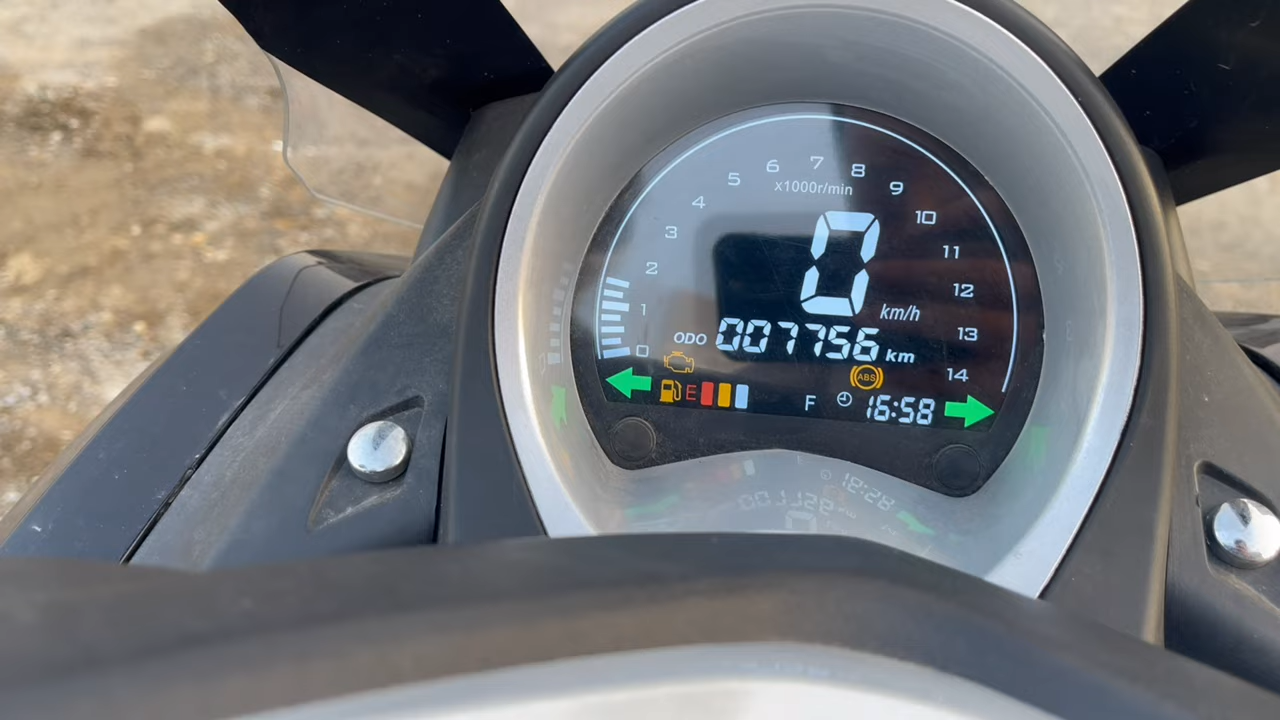 5 6 7 8 9
x1000r/min
4 10
3 0 11
2 km/h 12
1 ODO 007756 km 13
0 ABS 14
E F 16:58